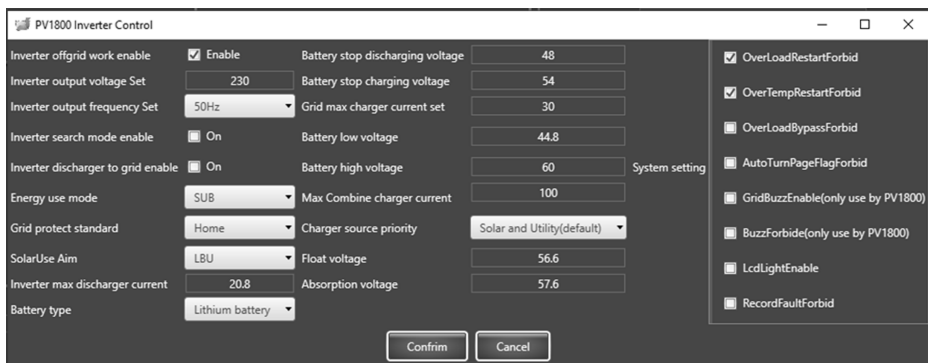 PV1800 Inverter Control
Inverter offgrid work enable Enable Battery stop discharging voltage 48 OverLoadRestartForbid
Inverter output voltage Set 230 Battery stop charging voltage 54 OverTempRestartForbid
Inverter output frequency Set 50Hz Grid max charger current set 30
Inverter search mode enable On Battery low voltage 44.8 OverLoadBypassForbid
Inverter discharger to grid enable On Battery high voltage 60 System setting AutoTurnPageFlagForbid
Energy use mode SUB Max Combine charger current 100 GridBuzzEnable(only use by PV1800)
Grid protect standard Home Charger source priority Solar and Utility(default) BuzzForbide(only use by PV1800)
SolarUse Aim LBU Float voltage 56.6 LcdLightEnable
Inverter max discharger current 20.8 Absorption voltage 57.6
Battery type Lithium battery RecordFaultForbid
Confrim Cancel